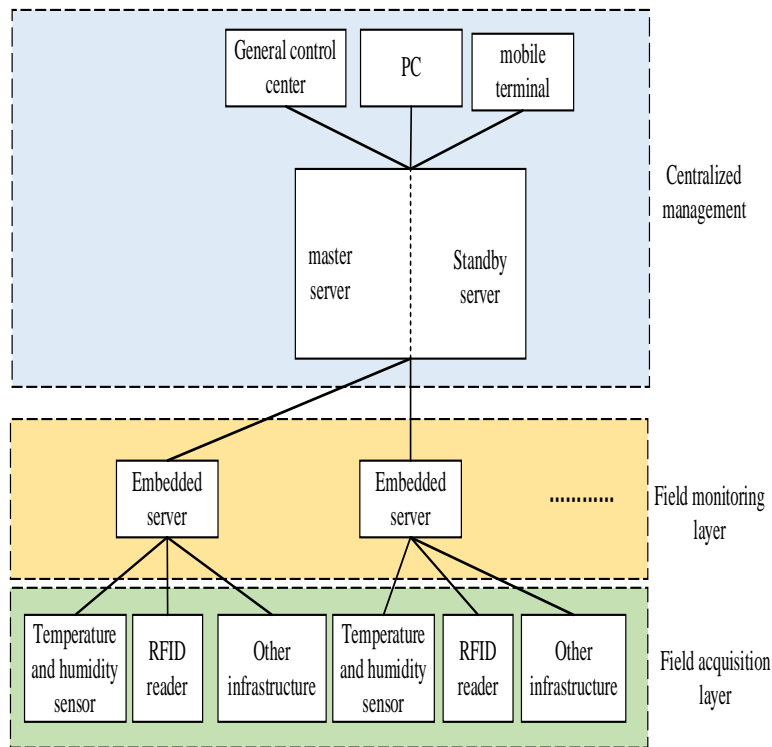 General control
center
PC
mobile
terminal
Centralized
management
master
server
Standby
server
Embedded
server
Embedded
server
............
Field monitoring
layer
Temperature
and humidity
sensor
RFID
reader
Other
infrastructure
Temperature
and humidity
sensor
RFID
reader
Other
infrastructure
Field acquisition
layer